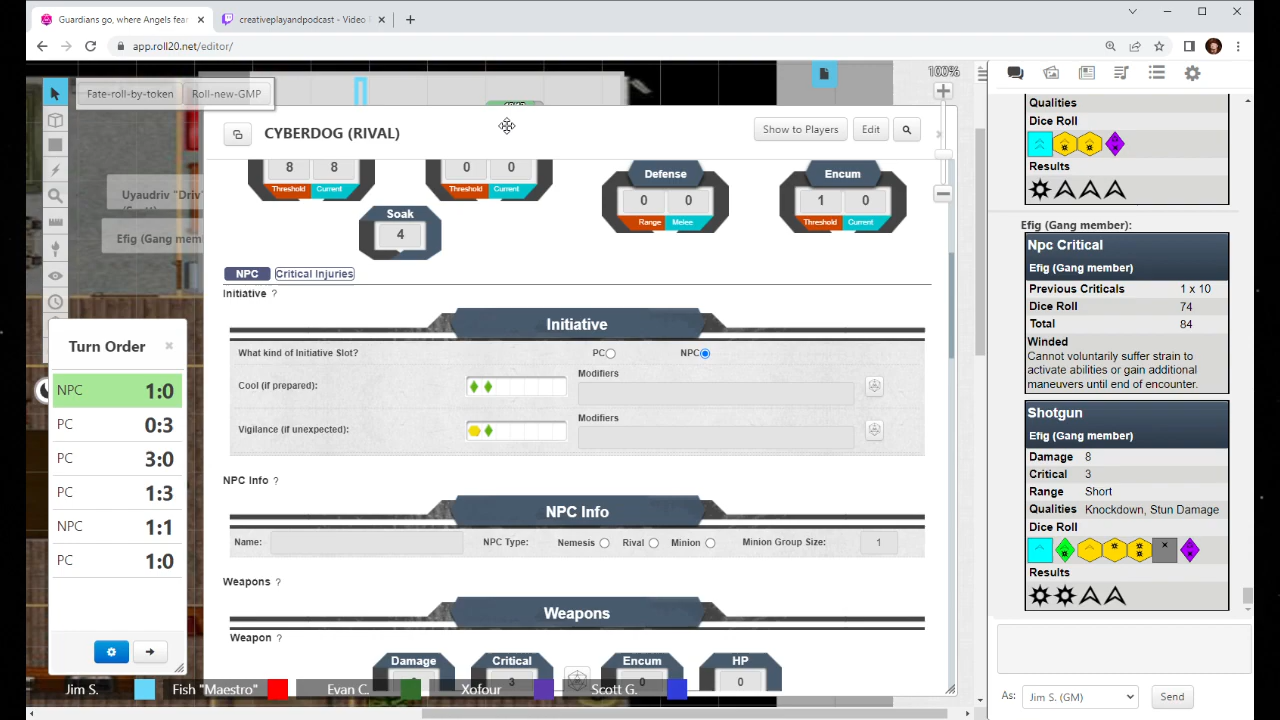 Guardians go, where Angels fear
creativeplayandpodcast - Video
app.roll20.net/editor/
Fate-roll-by-token
Roll-new-GMP
100%
CYBERDOG (RIVAL)
Show to Players
Edit
8 8
Threshold Current
0 0
Threshold Current
Defense
0 0
Range Melee
Encum
1 0
Threshold Current
Soak
4
Uyaudriv "Driv"
Efig (Gang mem
NPC
Critical Injuries
Initiative ?
Initiative
What kind of Initiative Slot?
PC
NPC
Cool (if prepared):
Modifiers
Vigilance (if unexpected):
Modifiers
NPC Info ?
NPC Info
Name:
NPC Type:
Nemesis
Rival
Minion
Minion Group Size:
1
Weapons ?
Weapons
Weapon ?
Damage
Critical
3
Encum
0
HP
0
Turn Order
NPC 1:0
PC 0:3
PC 3:0
PC 1:3
NPC 1:1
PC 1:0
Jim S.
Fish "Maestro"
Evan C.
Xofour
Scott G.
Qualities
Dice Roll
Results
Efig (Gang member):
Npc Critical
Efig (Gang member)
Previous Criticals 1 x 10
Dice Roll 74
Total 84
Winded
Cannot voluntarily suffer strain to
activate abilities or gain additional
maneuvers until end of encounter.
Shotgun
Efig (Gang member)
Damage 8
Critical 3
Range Short
Qualities Knockdown, Stun Damage
Dice Roll
Results
As:
Jim S. (GM)
Send